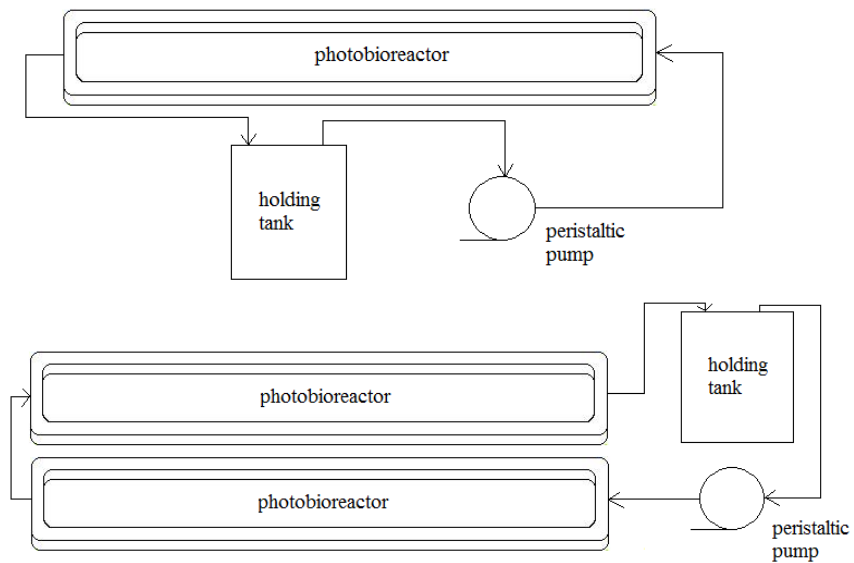 photobioreactor
holding
tank
peristaltic
pump
holding
tank
photobioreactor
photobioreactor
peristaltic
pump